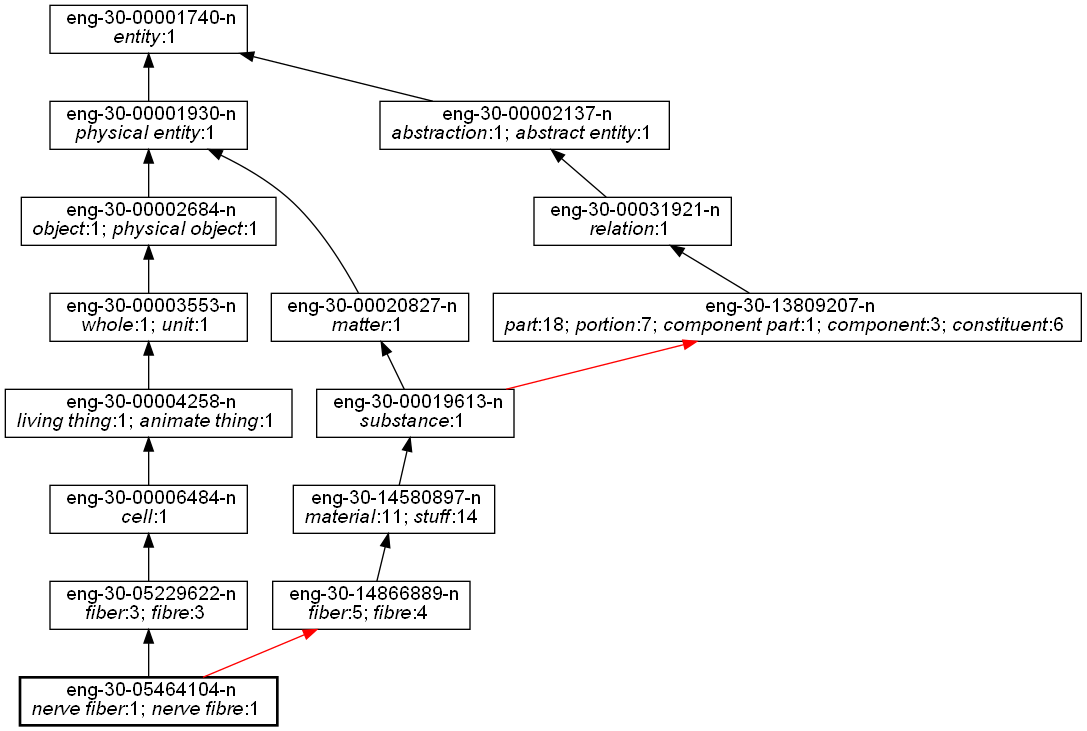 eng-30-00001740-n
entity:1
eng-30-00001930-n
physical entity:1
eng-30-00002137-n
abstraction:1; abstract entity:1
eng-30-00002684-n
object:1; physical object:1
eng-30-00031921-n
relation:1
eng-30-00003553-n
whole:1; unit:1
eng-30-00020827-n
matter:1
eng-30-13809207-n
part:18; portion:7; component part:1; component:3; constituent:6
eng-30-00004258-n
living thing:1; animate thing:1
eng-30-00019613-n
substance:1
eng-30-00006484-n
cell:1
eng-30-14580897-n
material:11; stuff:14
eng-30-05229622-n
fiber:3; fibre:3
eng-30-14866889-n
fiber:5; fibre:4
eng-30-05464104-n
nerve fiber:1; nerve fibre:1